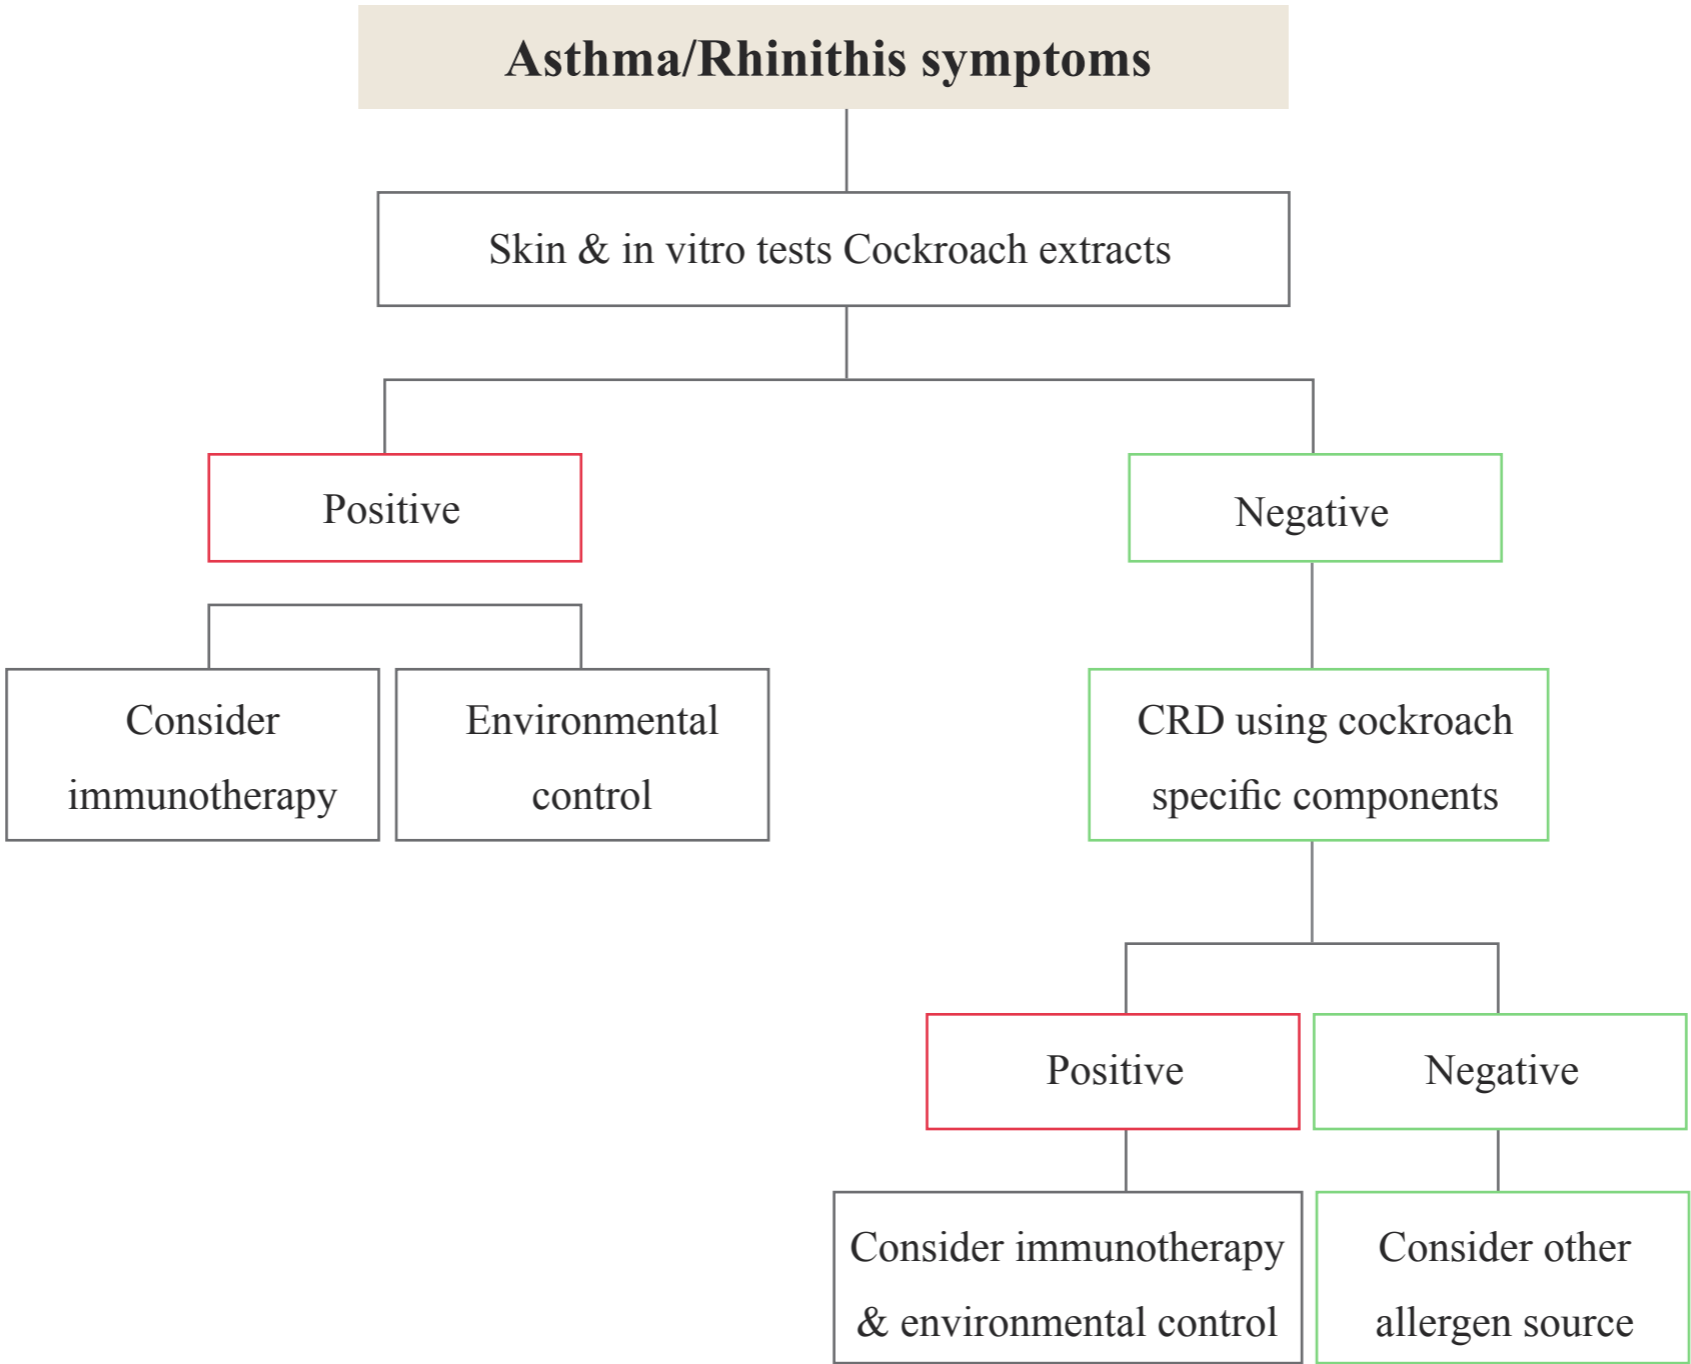 Asthma/Rhinithis symptoms
Skin & in vitro tests Cockroach extracts
Positive
Negative
Consider
immunotherapy
Environmental
control
CRD using cockroach
specific components
Positive
Negative
Consider immunotherapy
& environmental control
Consider other
allergen source